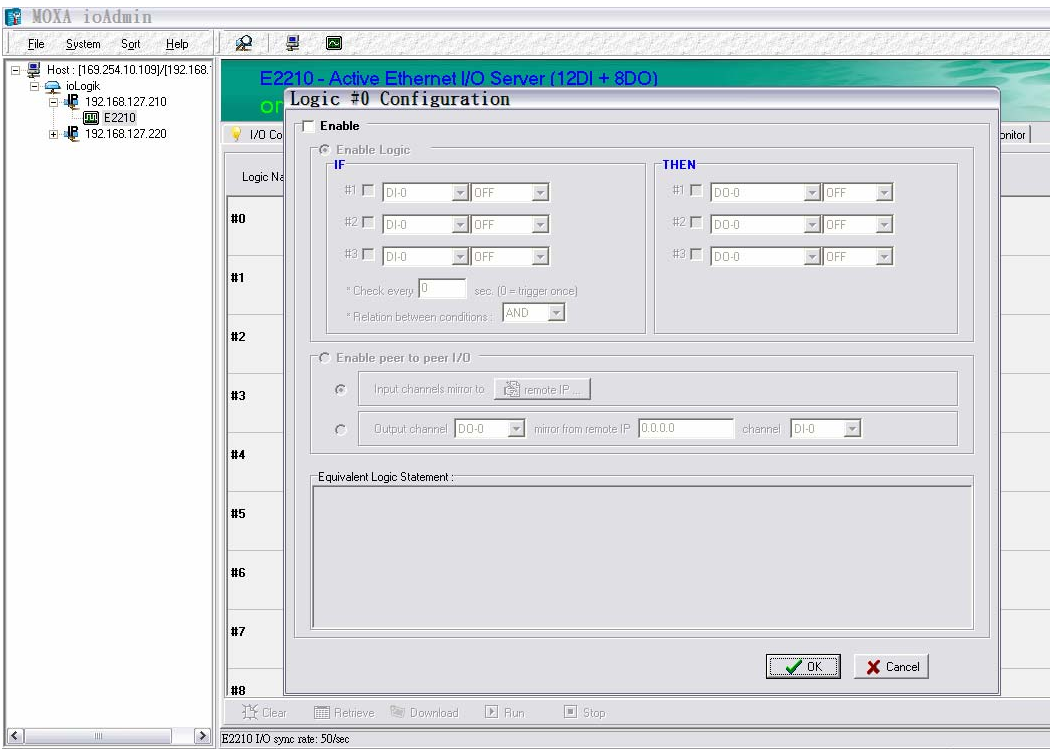 MOXA ioAdmin
File System Sort Help
Host : [169.254.10.109]/[192.168.
ioLogik
192.168.127.210
E2210
192.168.127.220
E2210 - Active Ethernet I/O Server (12DI + 8DO)
Logic #0 Configuration
I/O Co
onitor
Logic Na
#0
#1
#2
#3
#4
#5
#6
#7
#8
Enable
Enable Logic
IF
#1 DI-0 OFF
#2 DI-0 OFF
#3 DI-0 OFF
* Check every 0 sec. (0 = trigger once)
* Relation between conditions : AND
THEN
#1 DO-0 OFF
#2 DO-0 OFF
#3 DO-0 OFF
Enable peer to peer I/O
Input channels mirror to remote IP ...
Output channel DO-0 mirror from remote IP 0.0.0.0 channel DI-0
Equivalent Logic Statement :
OK Cancel
Clear Retrieve Download Run Stop
E2210 I/O sync rate: 50/sec